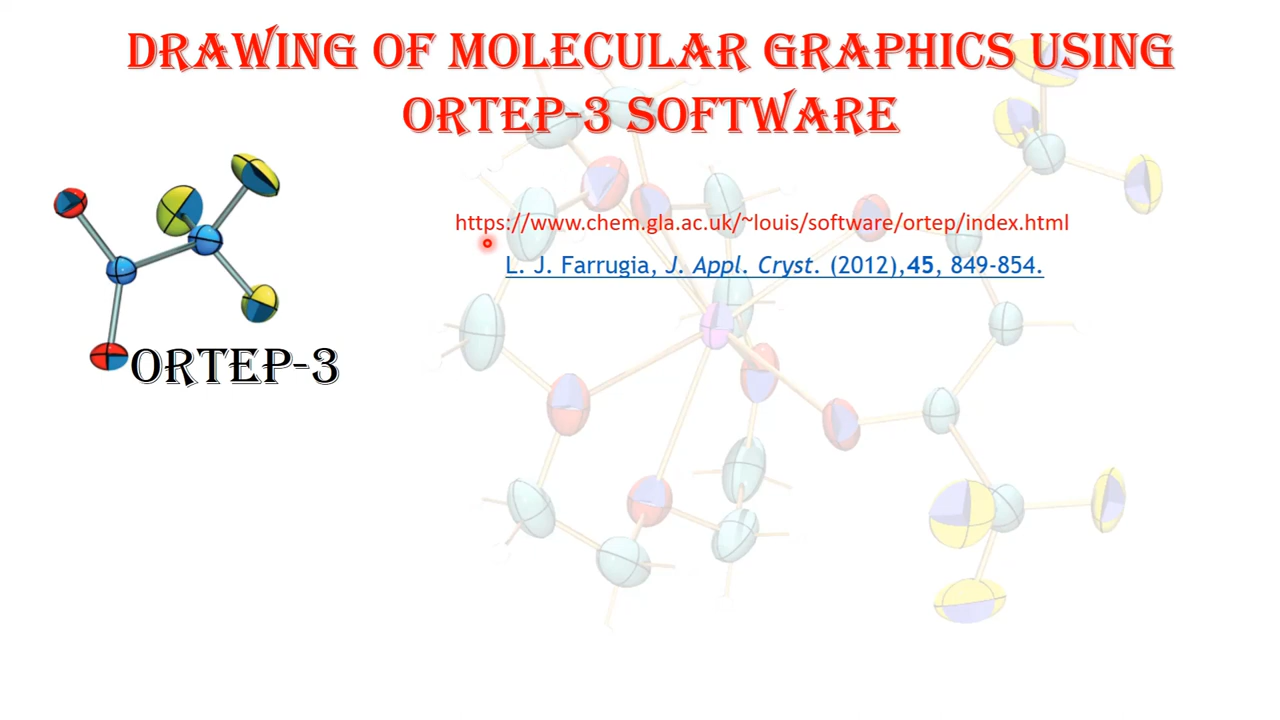 DRAWING OF MOLECULAR GRAPHICS USING
ORTEP-3 SOFTWARE
https://www.chem.gla.ac.uk/~louis/software/ortep/index.html
L. J. Farrugia, J. Appl. Cryst. (2012),45, 849-854.
ORTEP-3